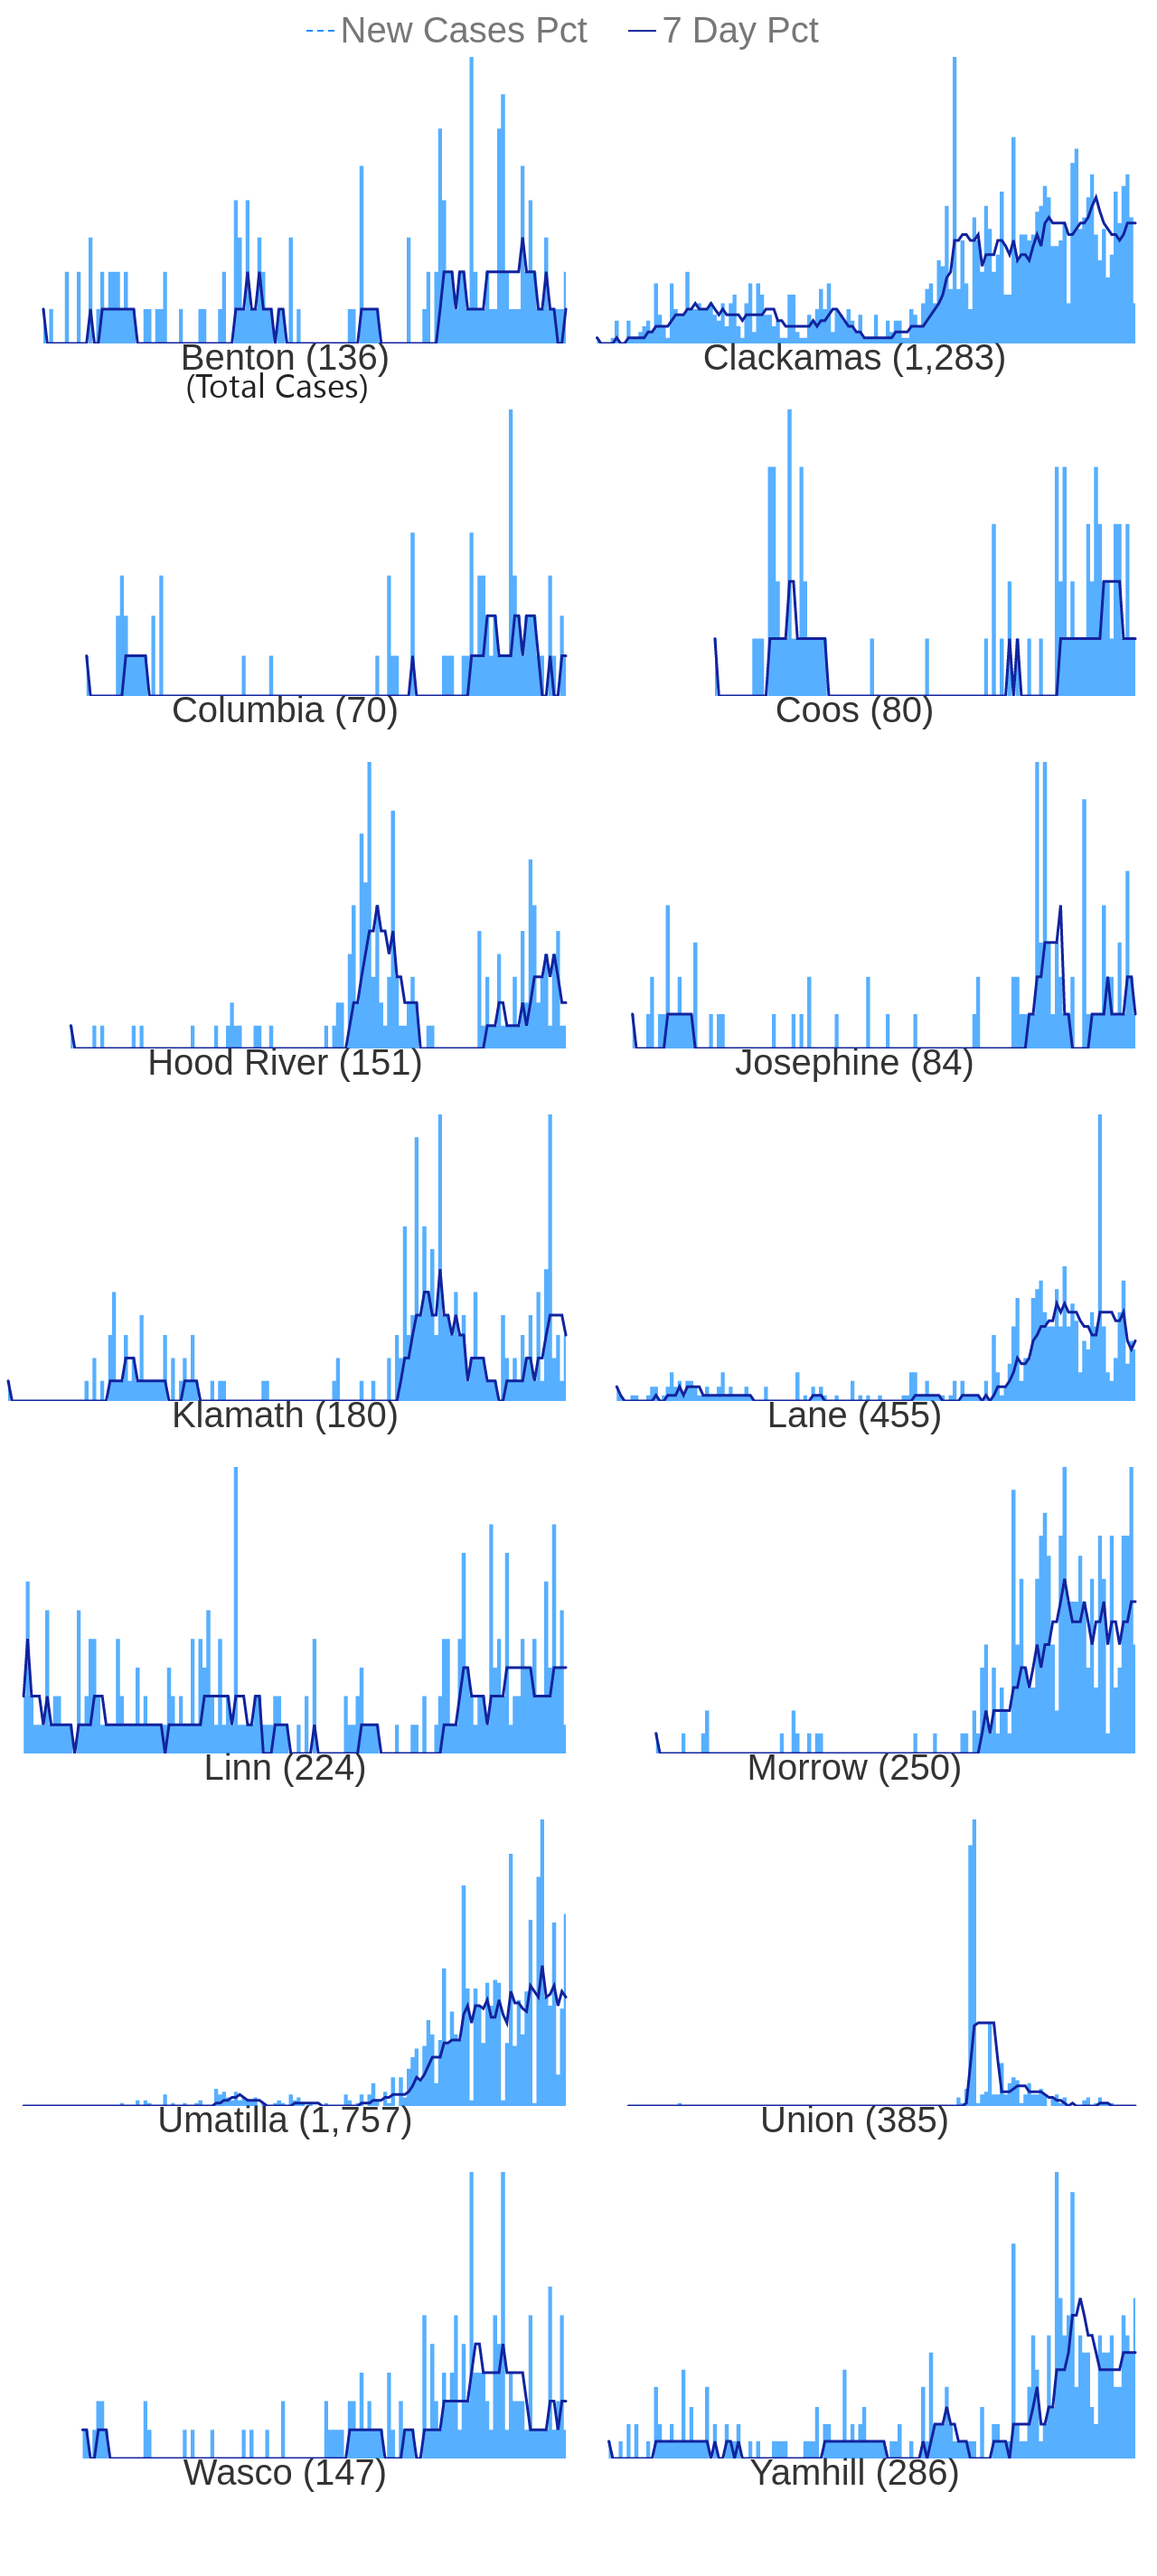 New Cases Pct 7 Day Pct
Benton (136) Clackamas (1,283)
(Total Cases)
Columbia (70) Coos (80)
Hood River (151) Josephine (84)
Klamath (180) Lane (455)
Linn (224) Morrow (250)
Umatilla (1,757) Union (385)
Wasco (147) Yamhill (286)